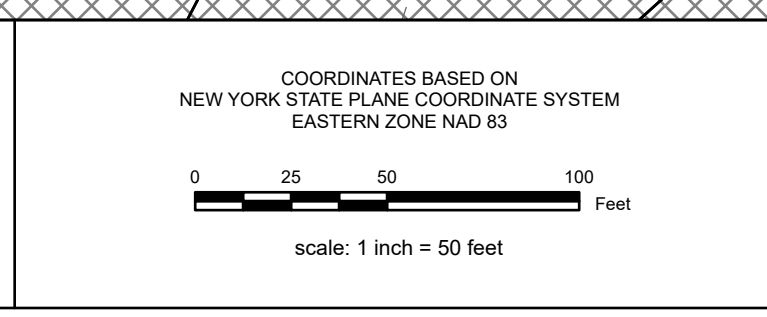 COORDINATES BASED ON
NEW YORK STATE PLANE COORDINATE SYSTEM
EASTERN ZONE NAD 83
0 25 50 100
Feet
scale: 1 inch = 50 feet